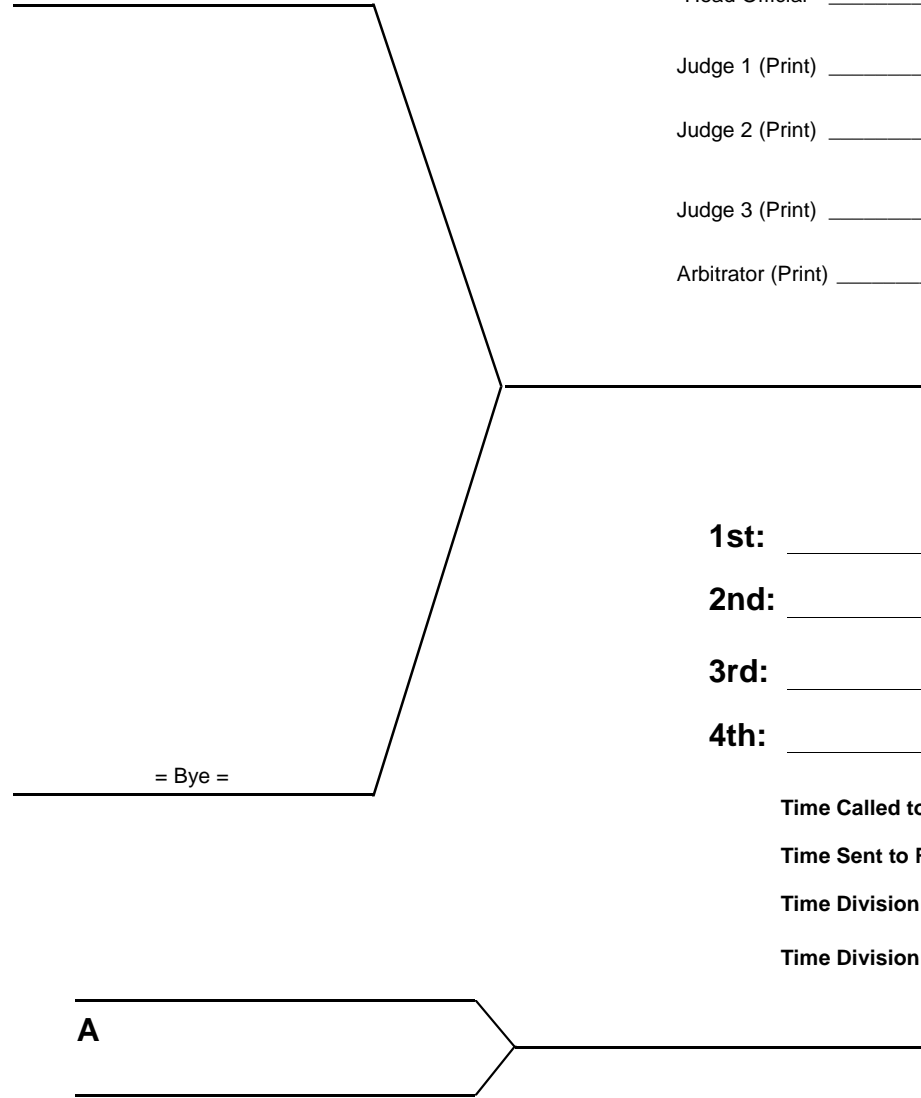 Head Official
Judge 1 (Print)
Judge 2 (Print)
Judge 3 (Print)
Arbitrator (Print)
1st:
2nd:
3rd:
4th:
= Bye =
Time Called to
Time Sent to
Time Division
Time Division
A